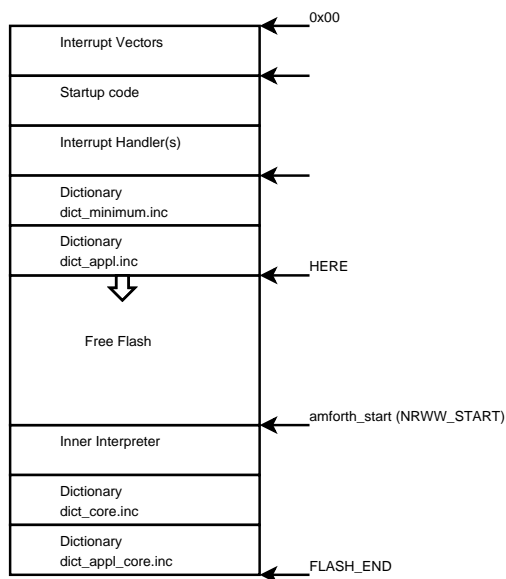 0x00
Interrupt Vectors
Startup code
Interrupt Handler(s)
Dictionary
dict_minimum.inc
Dictionary
dict_appl.inc
HERE
Free Flash
amforth_start (NRWW_START)
Inner Interpreter
Dictionary
dict_core.inc
Dictionary
dict_appl_core.inc
FLASH_END